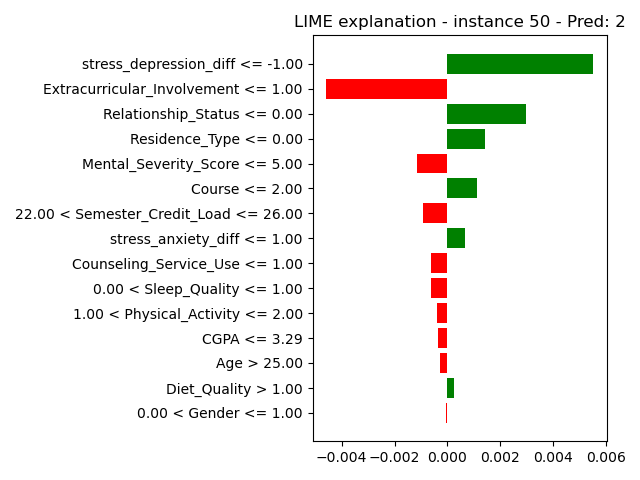 LIME explanation - instance 50 - Pred: 2
stress_depression_diff <= -1.00
Extracurricular_Involvement <= 1.00
Relationship_Status <= 0.00
Residence_Type <= 0.00
Mental_Severity_Score <= 5.00
Course <= 2.00
22.00 < Semester_Credit_Load <= 26.00
stress_anxiety_diff <= 1.00
Counseling_Service_Use <= 1.00
0.00 < Sleep_Quality <= 1.00
1.00 < Physical_Activity <= 2.00
CGPA <= 3.29
Age > 25.00
Diet_Quality > 1.00
0.00 < Gender <= 1.00
−0.004 −0.002 0.000 0.002 0.004 0.006